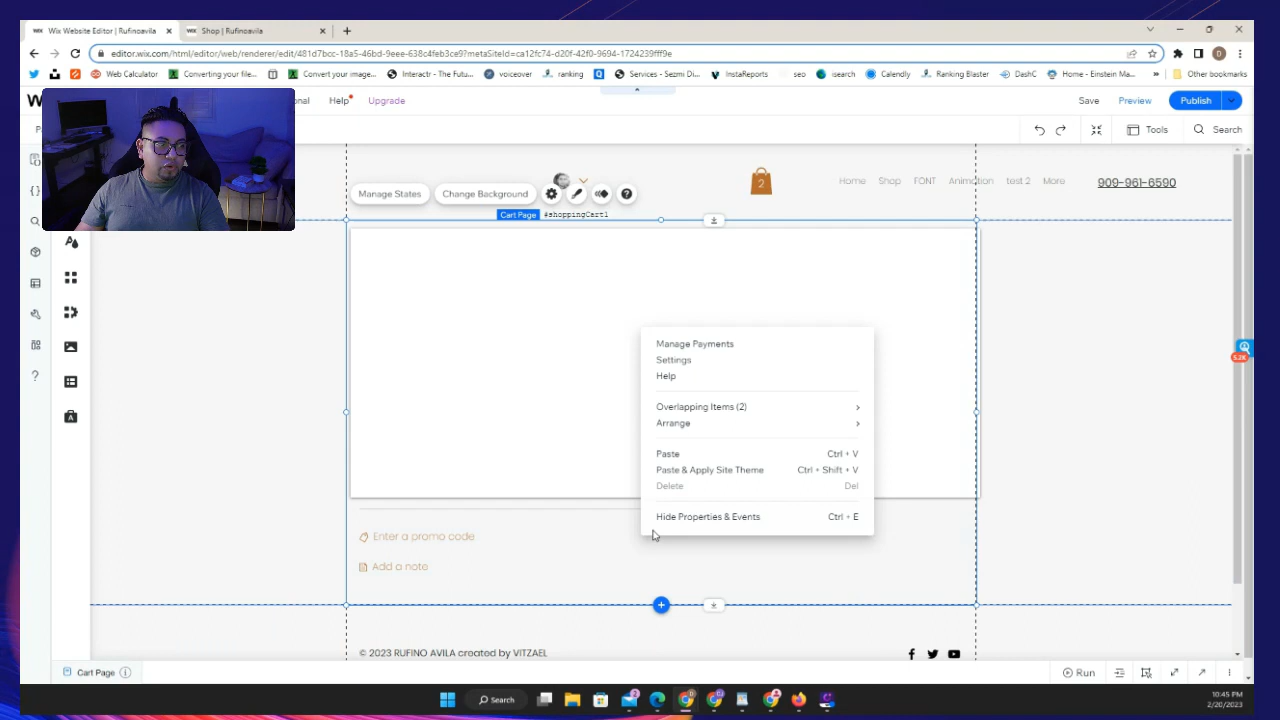 Wix Website Editor | Rufinoavila
Shop | Rufinoavila
editor.wix.com/html/editor/web/renderer/edit/481d7bcc-18a5-46bd-9eee-638c4feb3ce9?metaSiteId=ca12fc74-d20f-42f0-9694-1724239fff9e
Web Calculator
Converting your file...
Convert your image...
Interactr - The Futu...
voiceover
ranking
Services - Sezmi Di...
InstaReports
seo
isearch
Calendly
Ranking Blaster
DashC
Home - Einstein Ma...
Other bookmarks
Help
Upgrade
Save
Preview
Publish
Tools
Search
2
Home Shop FONT Animation test 2 More
909-961-6590
Manage States
Change Background
Cart Page #shoppingCart1
Manage Payments
Settings
Help
Overlapping Items (2)
Arrange
Paste Ctrl + V
Paste & Apply Site Theme Ctrl + Shift + V
Delete Del
Hide Properties & Events Ctrl + E
Enter a promo code
Add a note
© 2023 RUFINO AVILA created by VITZAEL
Cart Page
Run
Search
10:45 PM
2/20/2023